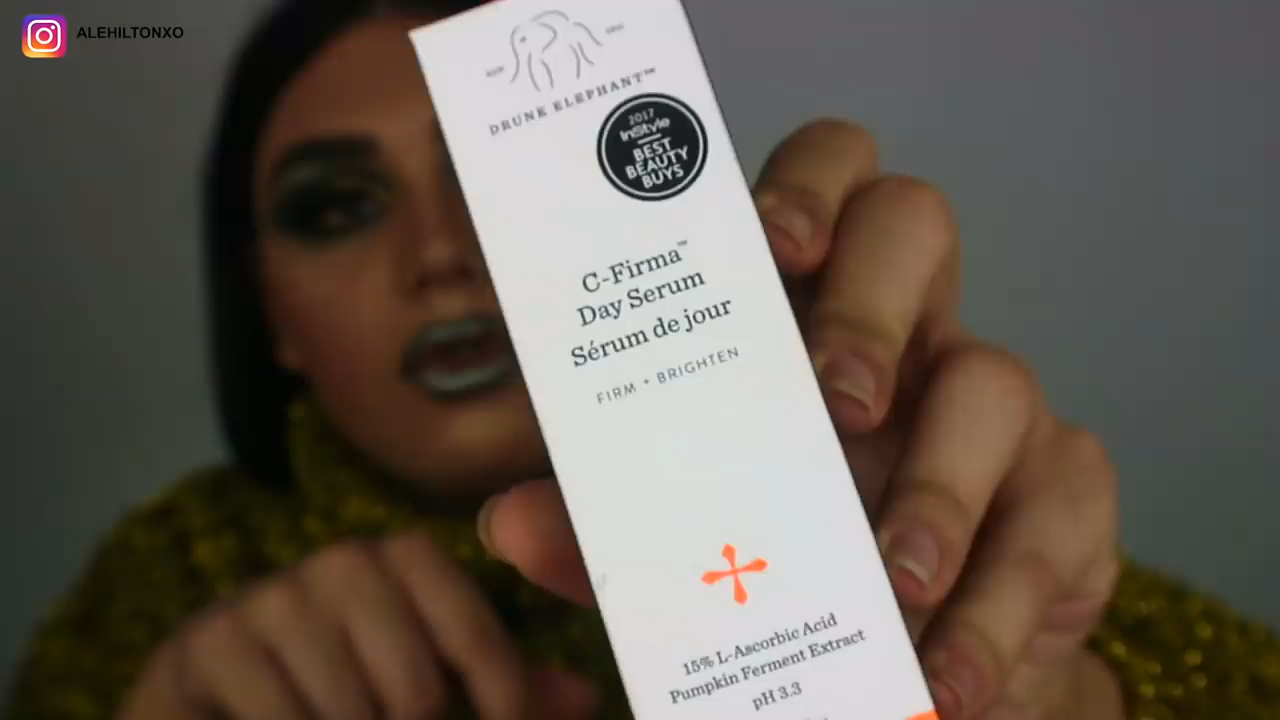 ALEHILTONXO
DRUNK ELEPHANT™
2017
InStyle
BEST
BEAUTY
BUYS
C-Firma™
Day Serum
Sérum de jour
FIRM + BRIGHTEN
15% L-Ascorbic Acid
Pumpkin Ferment Extract
pH 3.3